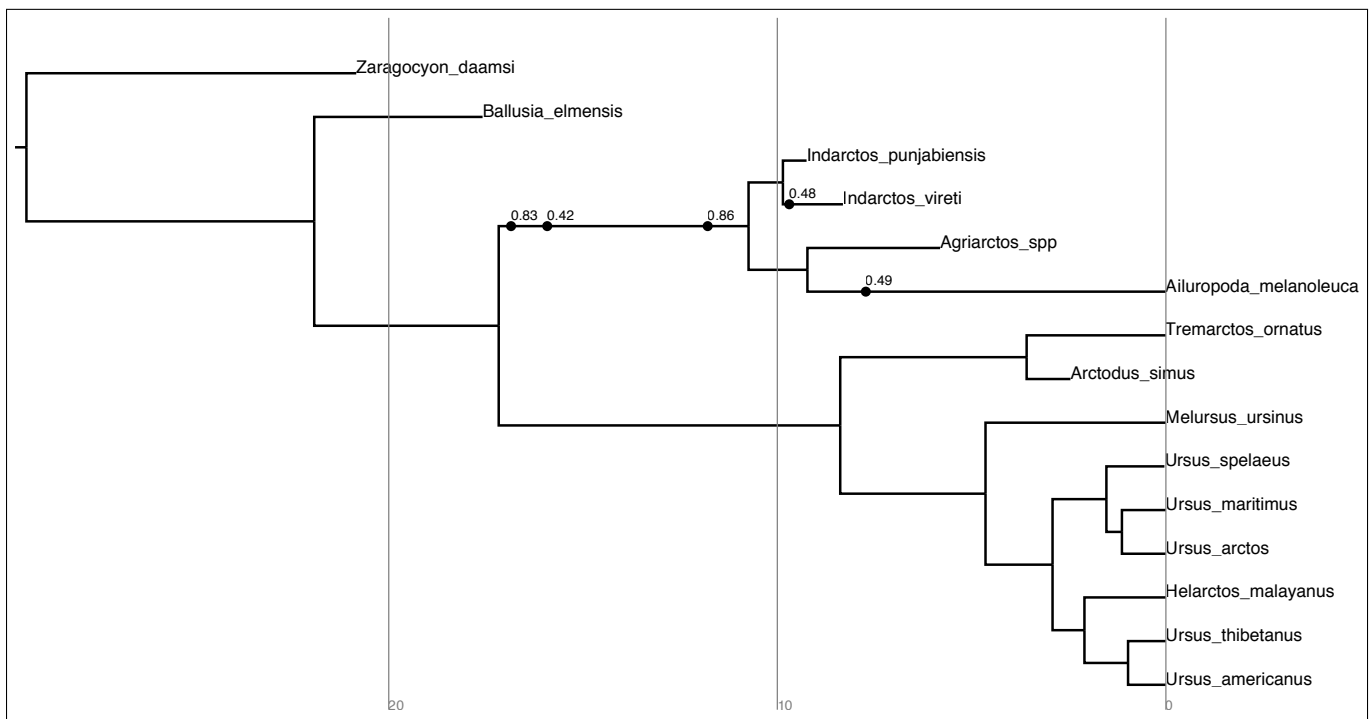 Zaragocyon_daamsi
Ballusia_elmensis
Indarctos_punjabiensis
0.48
Indarctos_vireti
0.83 0.42 0.86
Agriarctos_spp
0.49
Ailuropoda_melanoleuca
Tremarctos_ornatus
Arctodus_simus
Melursus_ursinus
Ursus_spelaeus
Ursus_maritimus
Ursus_arctos
Helarctos_malayanus
Ursus_thibetanus
Ursus_americanus
20 10 0